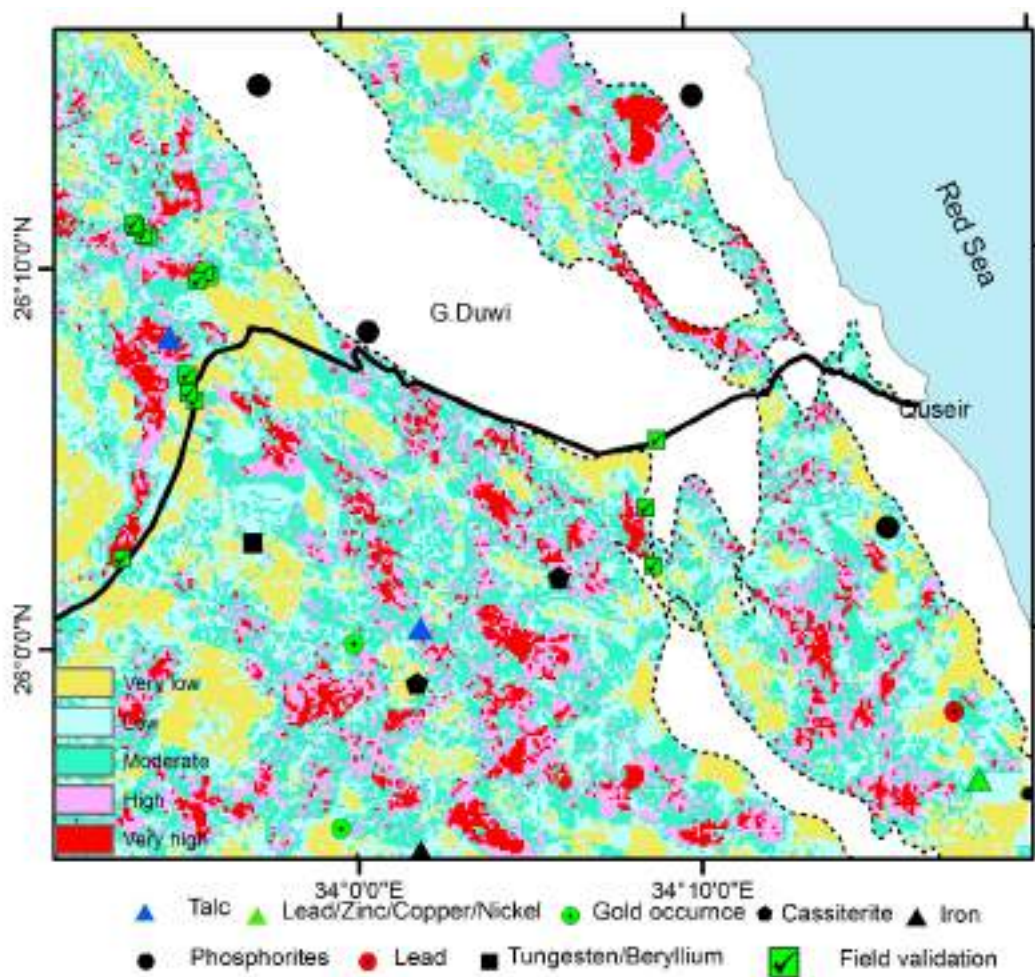 Red Sea
26°10'0"N
G.Duwi
Quseir
26°0'0"N
Very low
Low
Moderate
High
Very high
34°0'0"E 34°10'0"E
Talc Lead/Zinc/Copper/Nickel Gold occurnce Cassiterite Iron
Phosphorites Lead Tungesten/Beryllium Field validation